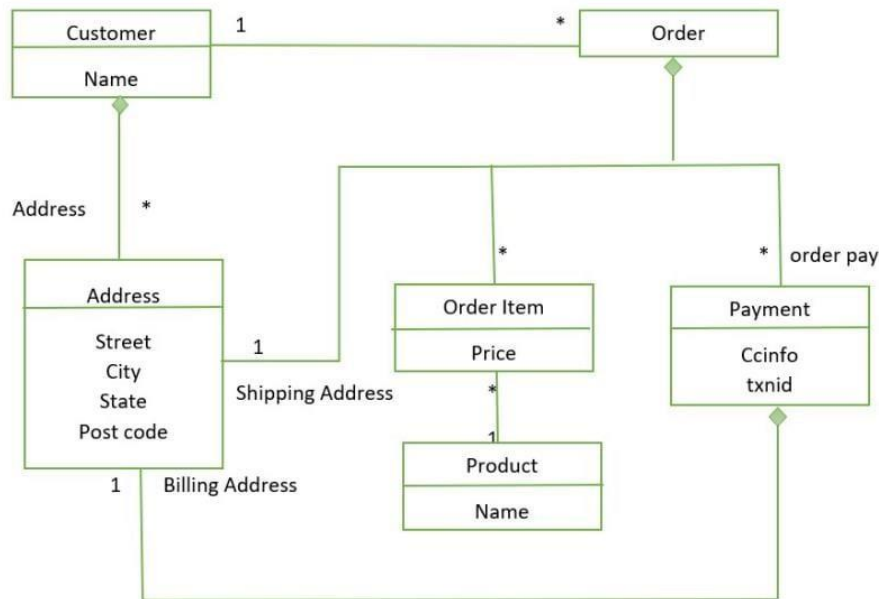 Customer
1
*
Order
Name
Address
*
*
*
order pay
Address
Order Item
Payment
Street
City
State
Post code
1
Shipping Address
Price
Ccinfo
txnid
*
1
Product
Name
1
Billing Address